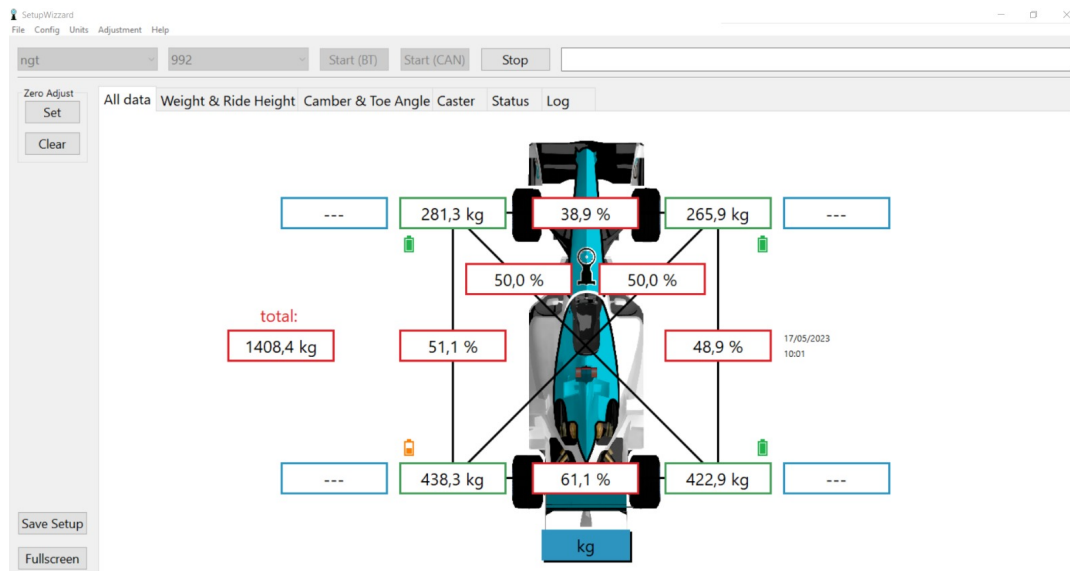 SetupWizzard
File Config Units Adjustment Help
ngt 992 Start (BT) Start (CAN) Stop
Zero Adjust
Set
Clear
All data Weight & Ride Height Camber & Toe Angle Caster Status Log
--- 281,3 kg 38,9 % 265,9 kg ---
50,0 % 50,0 %
total:
1408,4 kg 51,1 % 48,9 % 17/05/2023
10:01
--- 438,3 kg 61,1 % 422,9 kg ---
Save Setup
kg
Fullscreen